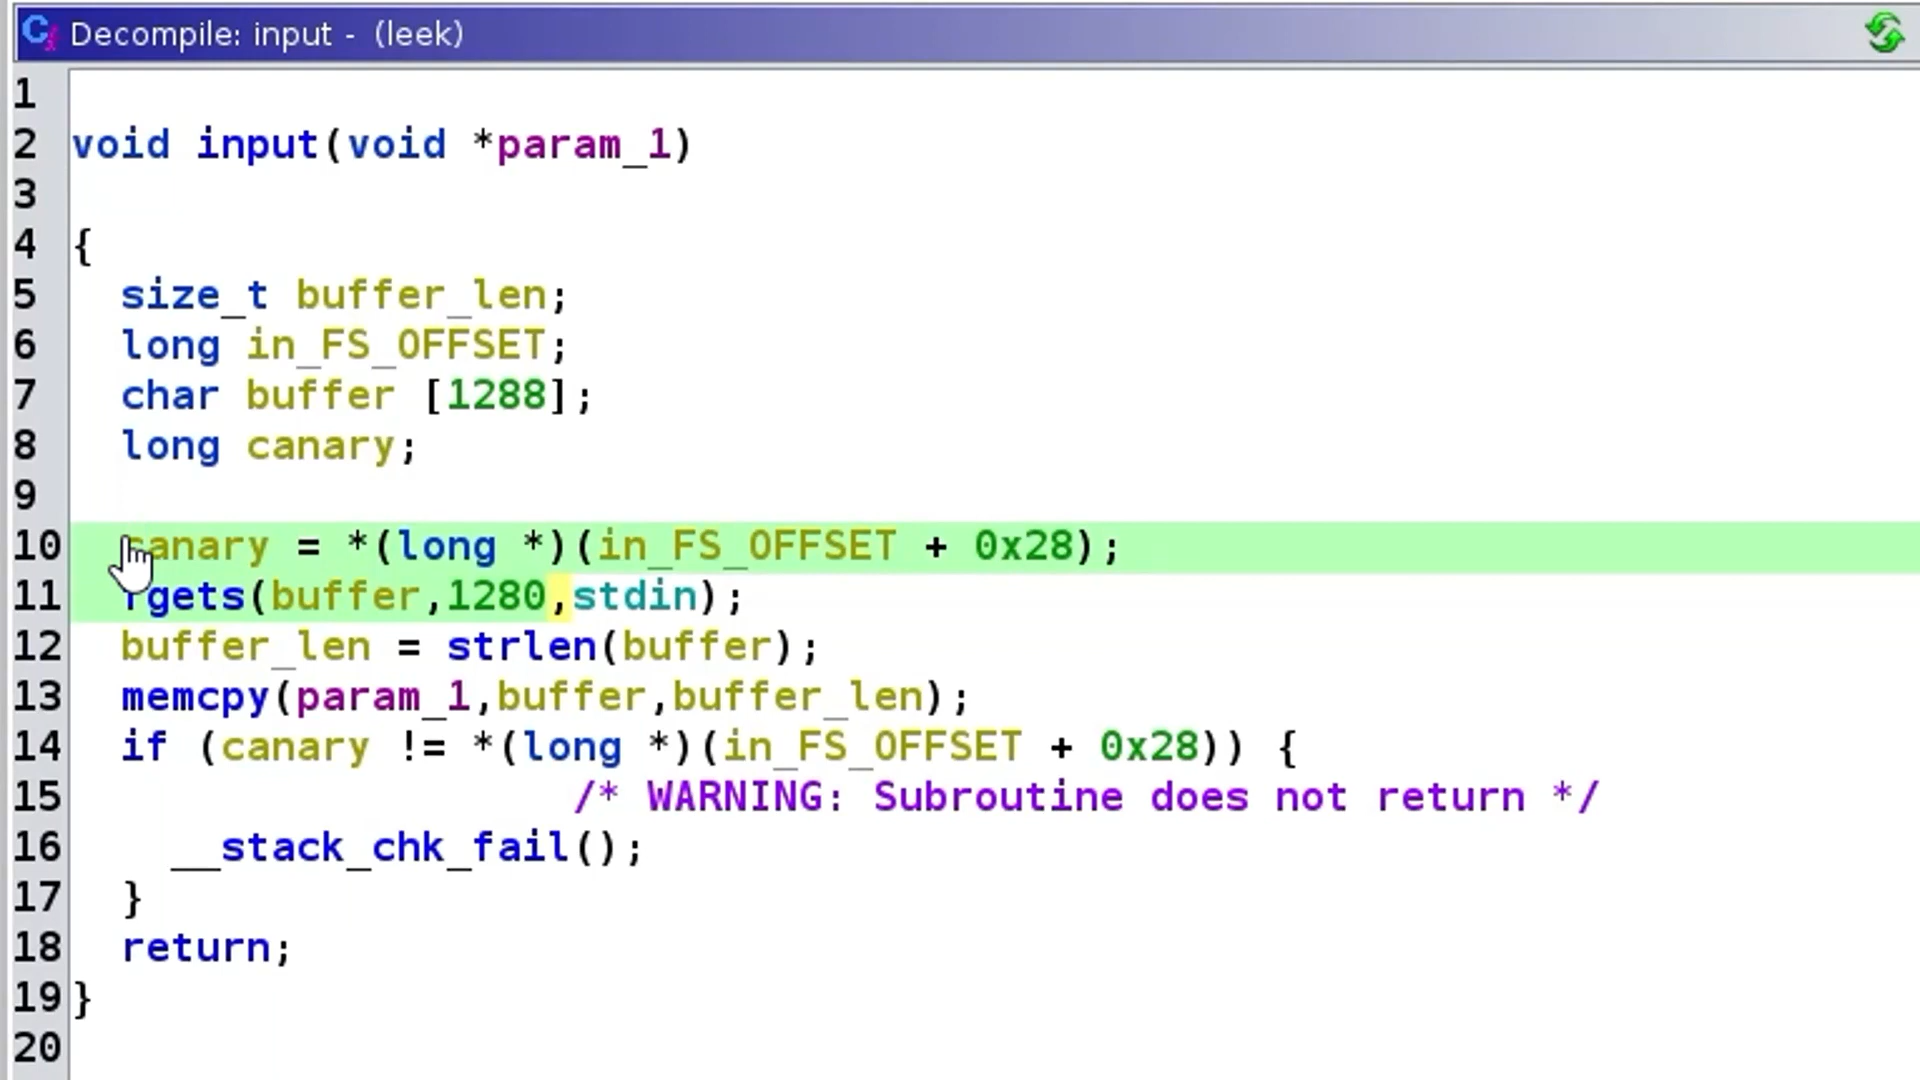 Decompile: input - (leek)
1
2 void input(void *param_1)
3
4 {
5 size_t buffer_len;
6 long in_FS_OFFSET;
7 char buffer [1288];
8 long canary;
9
10 canary = *(long *)(in_FS_OFFSET + 0x28);
11 fgets(buffer,1280,stdin);
12 buffer_len = strlen(buffer);
13 memcpy(param_1,buffer,buffer_len);
14 if (canary != *(long *)(in_FS_OFFSET + 0x28)) {
15 /* WARNING: Subroutine does not return */
16 __stack_chk_fail();
17 }
18 return;
19 }
20